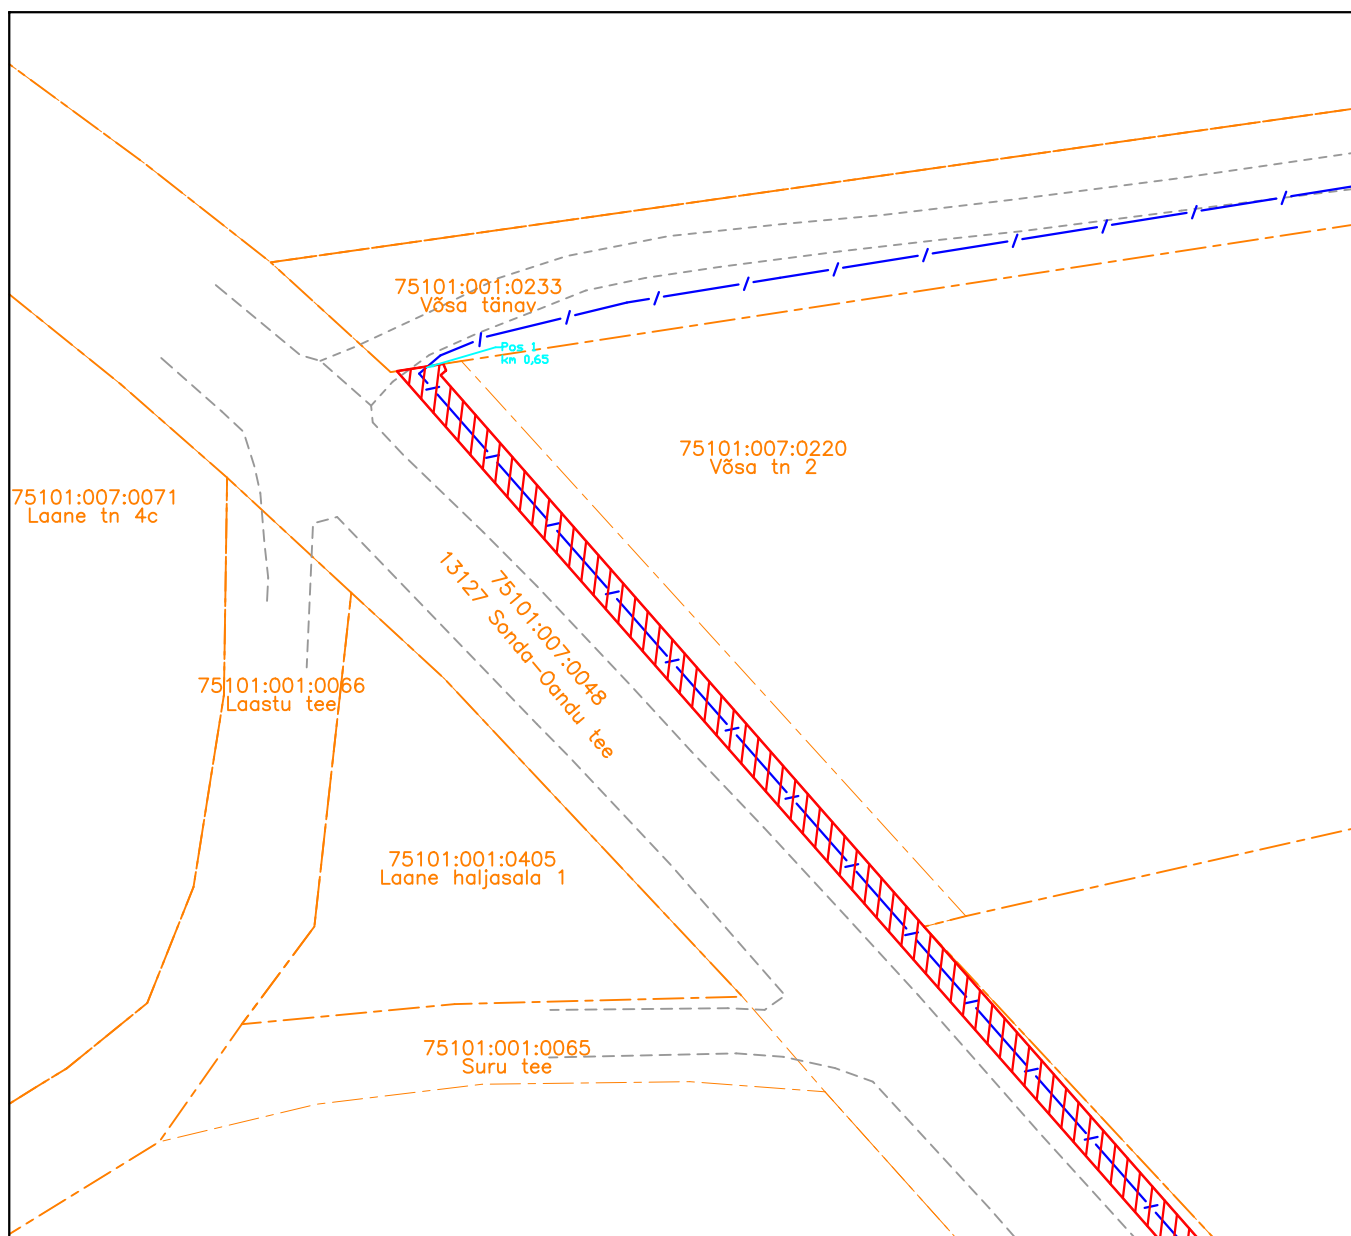 75101:001:0233
Võsa tänav
Pos 1
km 0,65
75101:007:0220
Võsa tn 2
75101:007:0071
Laane tn 4c
75101:007:0048
13127 Sonda-Oandu tee
75101:001:0066
Laastu tee
75101:001:0405
Laane haljasala 1
75101:001:0065
Suru tee